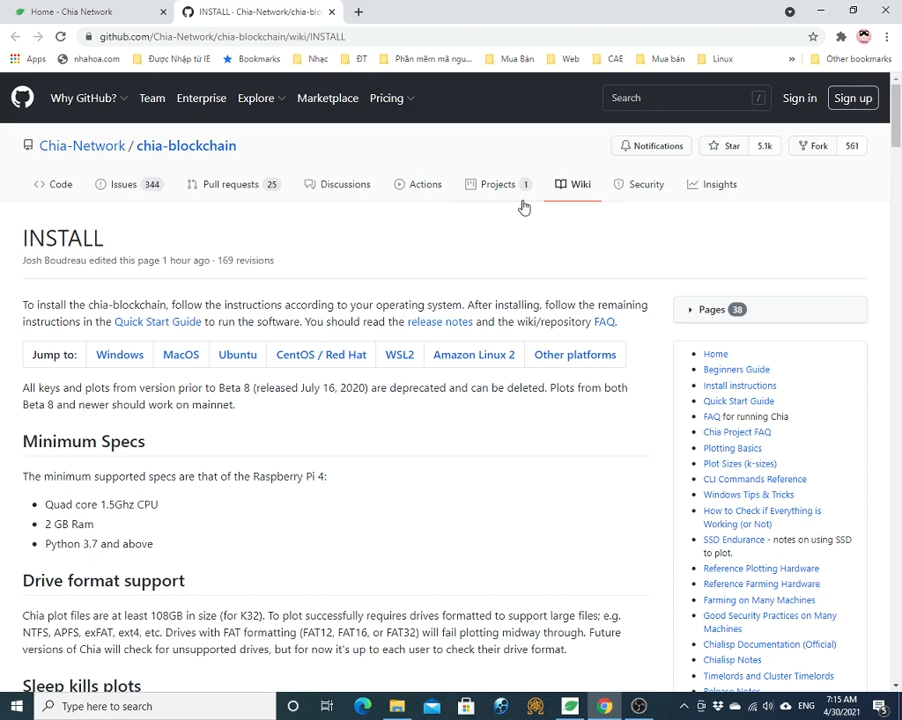 Home - Chia Network
INSTALL · Chia-Network/chia-blo
github.com/Chia-Network/chia-blockchain/wiki/INSTALL
Apps
nhahoa.com
Được Nhập từ IE
Bookmarks
Nhạc
ĐT
Phần mềm mã ngu...
Mua Bán
Web
CAE
Mua bán
Linux
»
Other bookmarks
Why GitHub?
Team
Enterprise
Explore
Marketplace
Pricing
Search
/
Sign in
Sign up
Chia-Network / chia-blockchain
Notifications
Star 5.1k
Fork 561
Code
Issues 344
Pull requests 25
Discussions
Actions
Projects 1
Wiki
Security
Insights
INSTALL
Josh Boudreau edited this page 1 hour ago · 169 revisions
To install the chia-blockchain, follow the instructions according to your operating system. After installing, follow the remaining
instructions in the Quick Start Guide to run the software. You should read the release notes and the wiki/repository FAQ.
Jump to: Windows MacOS Ubuntu CentOS / Red Hat WSL2 Amazon Linux 2 Other platforms
All keys and plots from version prior to Beta 8 (released July 16, 2020) are deprecated and can be deleted. Plots from both
Beta 8 and newer should work on mainnet.
Minimum Specs
The minimum supported specs are that of the Raspberry Pi 4:
Quad core 1.5Ghz CPU
2 GB Ram
Python 3.7 and above
Drive format support
Chia plot files are at least 108GB in size (for K32). To plot successfully requires drives formatted to support large files; e.g.
NTFS, APFS, exFAT, ext4, etc. Drives with FAT formatting (FAT12, FAT16, or FAT32) will fail plotting midway through. Future
versions of Chia will check for unsupported drives, but for now it's up to each user to check their drive format.
Sleep kills plots
Pages 38
Home
Beginners Guide
Install instructions
Quick Start Guide
FAQ for running Chia
Chia Project FAQ
Plotting Basics
Plot Sizes (k-sizes)
CLI Commands Reference
Windows Tips & Tricks
How to Check if Everything is
Working (or Not)
SSD Endurance - notes on using SSD
to plot.
Reference Plotting Hardware
Reference Farming Hardware
Farming on Many Machines
Good Security Practices on Many
Machines
Chialisp Documentation (Official)
Chialisp Notes
Timelords and Cluster Timelords
Release Notes
Type here to search
ENG
7:15 AM
4/30/2021
5